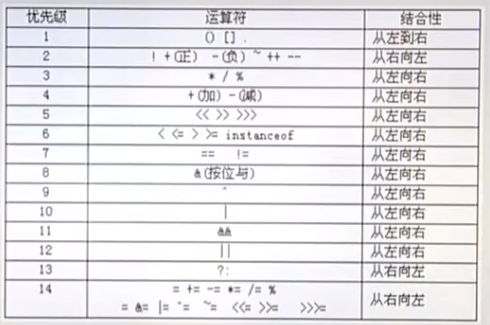 优先级 运算符 结合性
1 () [] . 从左到右
2 ! +(正) -(负) ~ ++ -- 从右向左
3 * / % 从左向右
4 +(加) -(减) 从左向右
5 << >> >>> 从左向右
6 < <= > >= instanceof 从左向右
7 == != 从左向右
8 &(按位与) 从左向右
9 ^ 从左向右
10 | 从左向右
11 && 从左向右
12 || 从左向右
13 ?: 从右向左
14 = += -= *= /= % 从右向左
= &= |= ^= ~= <<= >>= >>>=